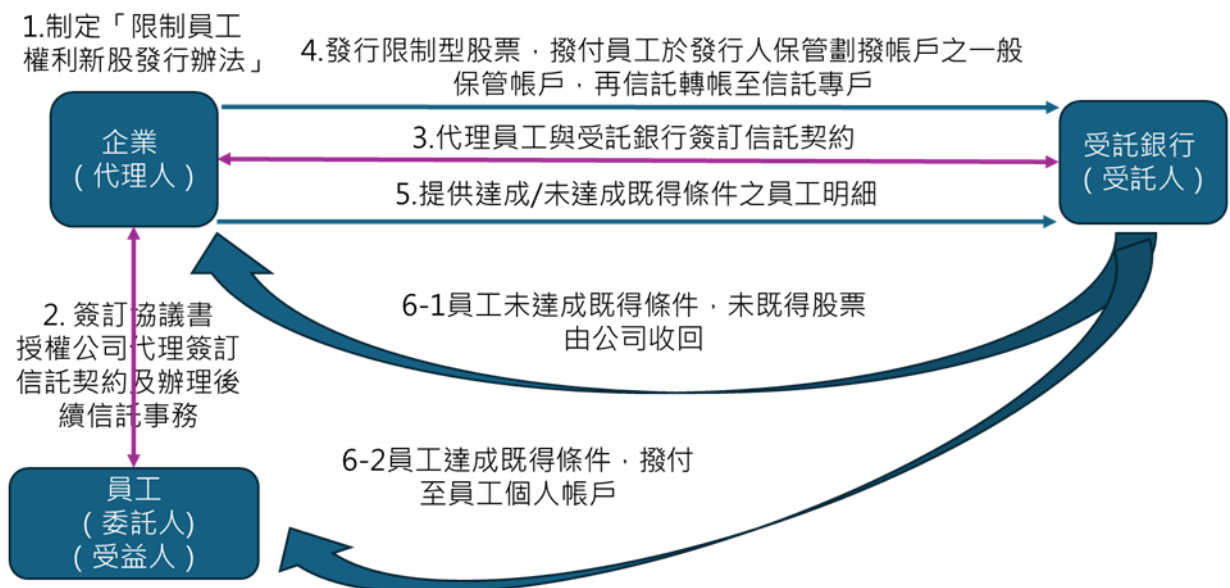 1.制定「限制員工
權利新股發行辦法」
4.發行限制型股票，撥付員工於發行人保管劃撥帳戶之一般
保管帳戶，再信託轉帳至信託專戶
企業
（代理人）
3.代理員工與受託銀行簽訂信託契約
受託銀行
（受託人）
5.提供達成/未達成既得條件之員工明細
2. 簽訂協議書
授權公司代理簽訂
信託契約及辦理後
續信託事務
6-1員工未達成既得條件，未既得股票
由公司收回
6-2員工達成既得條件，撥付
至員工個人帳戶
員工
（委託人)
（受益人）